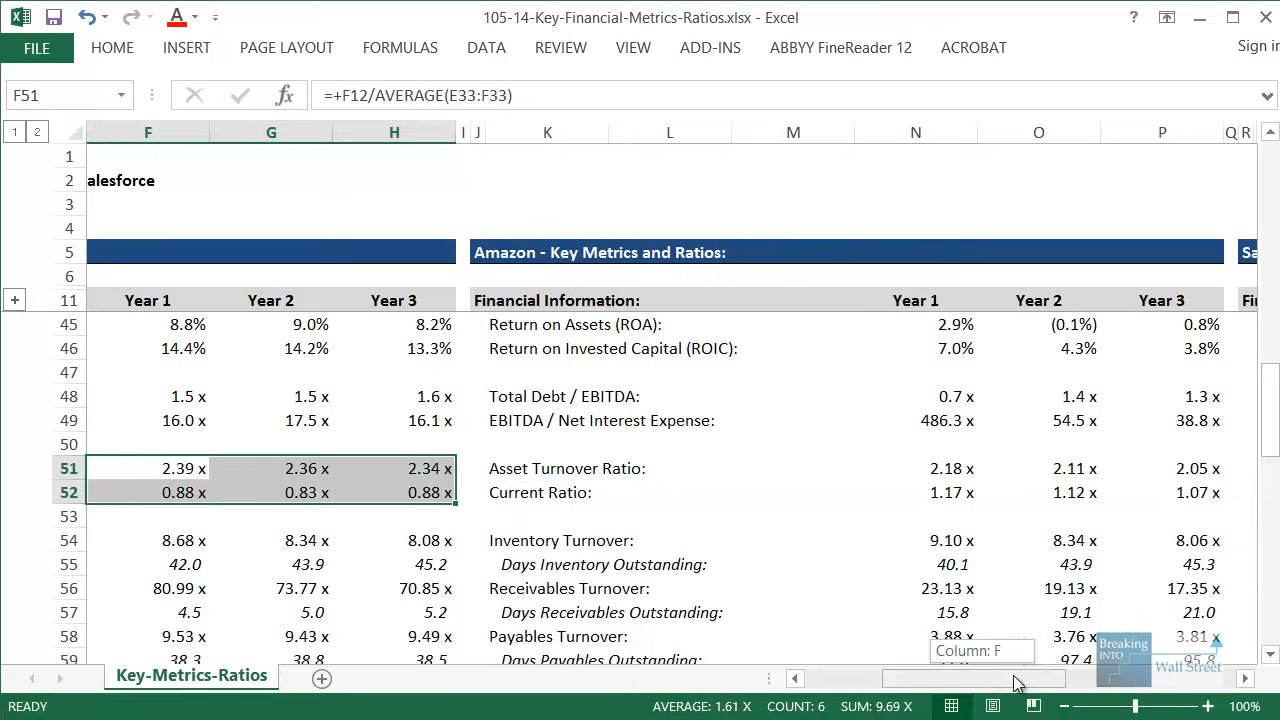 105-14-Key-Financial-Metrics-Ratios.xlsx - Excel
FILE HOME INSERT PAGE LAYOUT FORMULAS DATA REVIEW VIEW ADD-INS ABBYY FineReader 12 ACROBAT Sign in
F51 fx =+F12/AVERAGE(E33:F33)
1 2 F G H I J K L M N O P Q R
1
2 alesforce
3
4
5 Amazon - Key Metrics and Ratios: Sa
6
11 Year 1 Year 2 Year 3 Financial Information: Year 1 Year 2 Year 3 Fi
45 8.8% 9.0% 8.2% Return on Assets (ROA): 2.9% (0.1%) 0.8%
46 14.4% 14.2% 13.3% Return on Invested Capital (ROIC): 7.0% 4.3% 3.8%
47
48 1.5 x 1.5 x 1.6 x Total Debt / EBITDA: 0.7 x 1.4 x 1.3 x
49 16.0 x 17.5 x 16.1 x EBITDA / Net Interest Expense: 486.3 x 54.5 x 38.8 x
50
51 2.39 x 2.36 x 2.34 x Asset Turnover Ratio: 2.18 x 2.11 x 2.05 x
52 0.88 x 0.83 x 0.88 x Current Ratio: 1.17 x 1.12 x 1.07 x
53
54 8.68 x 8.34 x 8.08 x Inventory Turnover: 9.10 x 8.34 x 8.06 x
55 42.0 43.9 45.2 Days Inventory Outstanding: 40.1 43.9 45.3
56 80.99 x 73.77 x 70.85 x Receivables Turnover: 23.13 x 19.13 x 17.35 x
57 4.5 5.0 5.2 Days Receivables Outstanding: 15.8 19.1 21.0
58 9.53 x 9.43 x 9.49 x Payables Turnover: 3.88 x 3.76 x 3.81 x
59 38.3 38.8 Days Payables Outstanding: 97.4 95.8
Column: F
Breaking
INTO
Wall Street
Key-Metrics-Ratios
READY AVERAGE: 1.61 X COUNT: 6 SUM: 9.69 X 100%